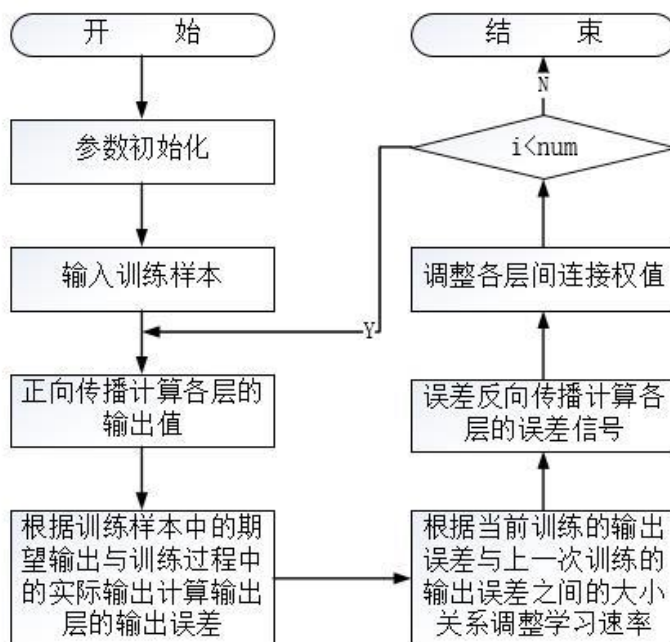 开 始
参数初始化
输入训练样本
正向传播计算各层的
输出值
根据训练样本中的期
望输出与训练过程中
的实际输出计算输出
层的输出误差
根据当前训练的输出
误差与上一次训练的
输出误差之间的大小
关系调整学习速率
误差反向传播计算各
层的误差信号
调整各层间连接权值
i<num
Y
N
结 束